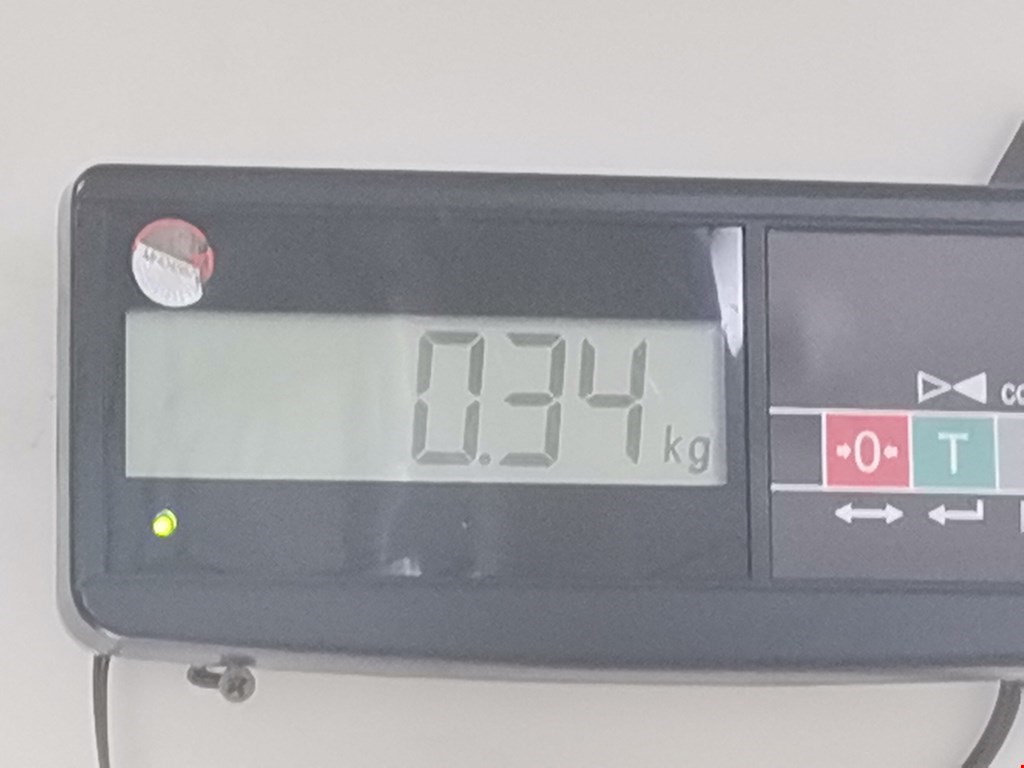 0.34 kg
→0← T